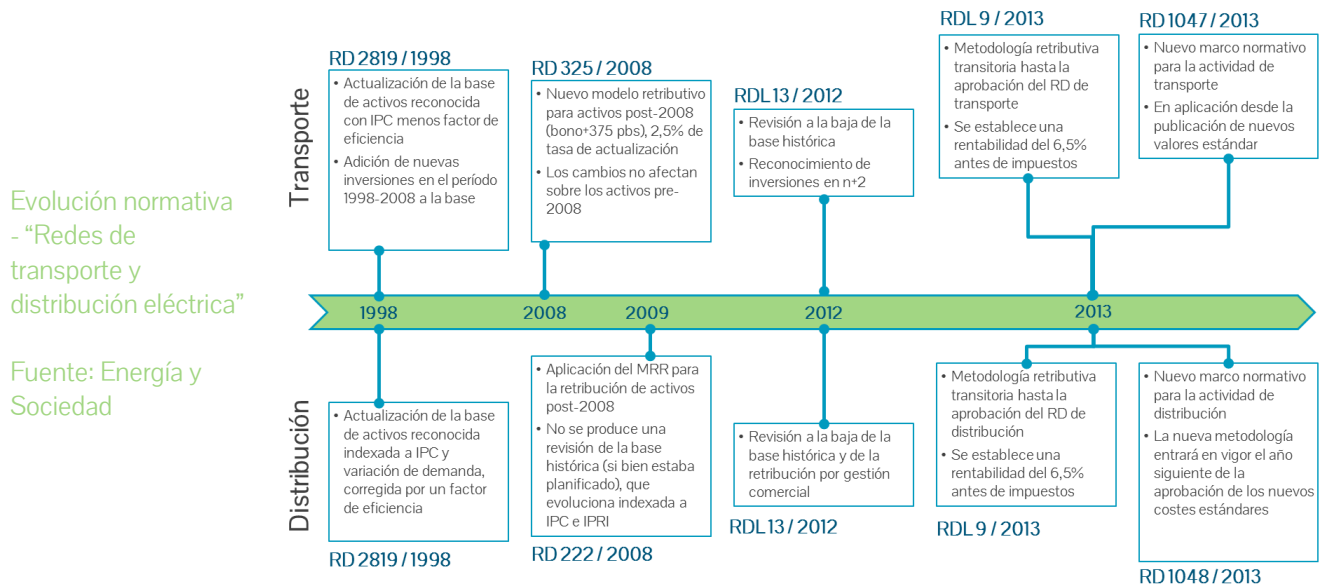 Evolución normativa
- “Redes de
transporte y
distribución eléctrica”
Fuente: Energía y
Sociedad
Transporte
RD 2819 / 1998
• Actualización de la base
de activos reconocida
con IPC menos factor de
eficiencia
• Adición de nuevas
inversiones en el período
1998-2008 a la base
RD 325 / 2008
• Nuevo modelo retributivo
para activos post-2008
(bono+375 pbs), 2,5% de
tasa de actualización
• Los cambios no afectan
sobre los activos pre-
2008
RDL 13 / 2012
• Revisión a la baja de la
base histórica
• Reconocimiento de
inversiones en n+2
RDL 9 / 2013
• Metodología retributiva
transitoria hasta la
aprobación del RD de
transporte
• Se establece una
rentabilidad del 6,5%
antes de impuestos
RD 1047 / 2013
• Nuevo marco normativo
para la actividad de
transporte
• En aplicación desde la
publicación de nuevos
valores estándar
1998
2008
2009
2012
2013
Distribución
• Actualización de la base
de activos reconocida
indexada a IPC y
variación de demanda,
corregida por un factor
de eficiencia
RD 2819 / 1998
• Aplicación del MRR para
la retribución de activos
post-2008
• No se produce una
revisión de la base
histórica (si bien estaba
planificado), que
evoluciona indexada a
IPC e IPRI
RD 222 / 2008
• Revisión a la baja de la
base histórica y de la
retribución por gestión
comercial
RDL 13 / 2012
• Metodología retributiva
transitoria hasta la
aprobación del RD de
distribución
• Se establece una
rentabilidad del 6,5%
antes de impuestos
RDL 9 / 2013
• Nuevo marco normativo
para la actividad de
distribución
• La nueva metodología
entrará en vigor el año
siguiente de la
aprobación de los nuevos
costes estándares
RD 1048 / 2013